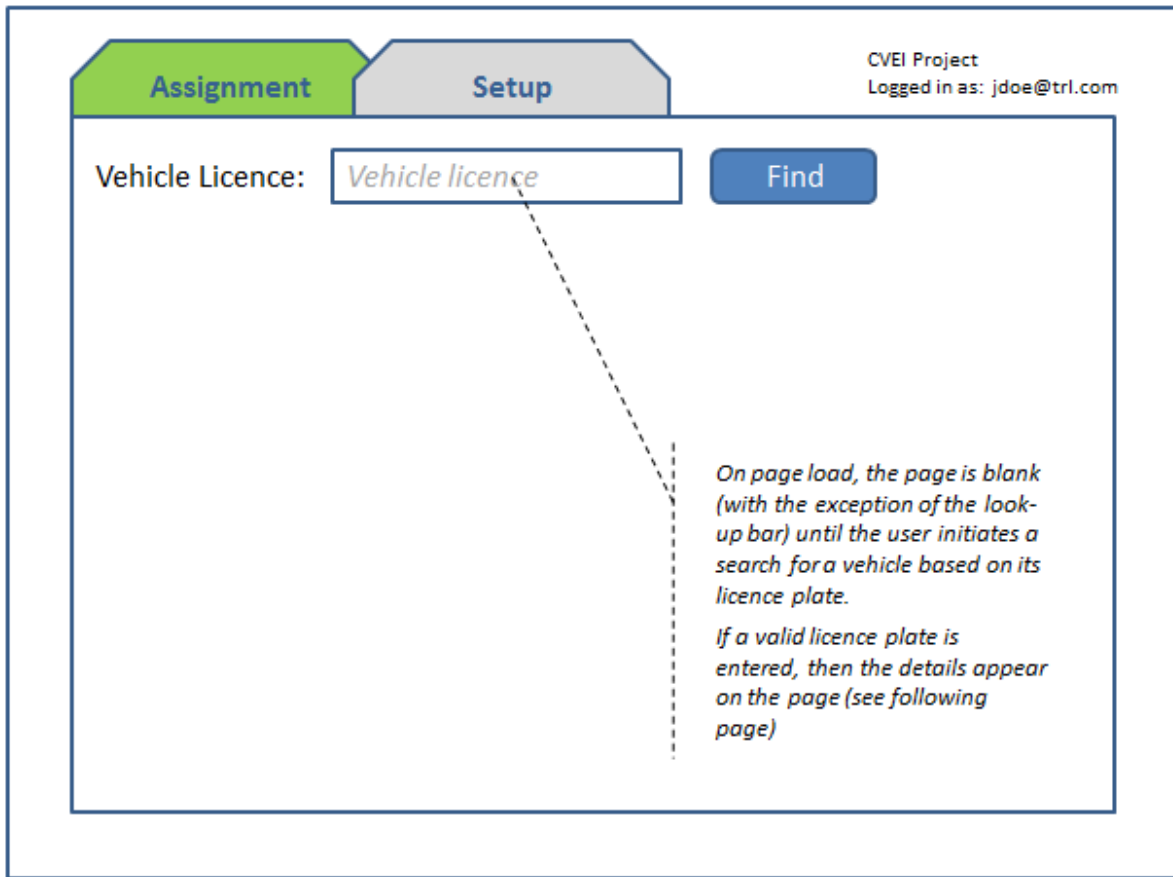 Assignment
Setup
CVEI Project
Logged in as: jdoe@trl.com
Vehicle Licence:
Vehicle licence
Find
On page load, the page is blank
(with the exception of the look-
up bar) until the user initiates a
search for a vehicle based on its
licence plate.
If a valid licence plate is
entered, then the details appear
on the page (see following
page)